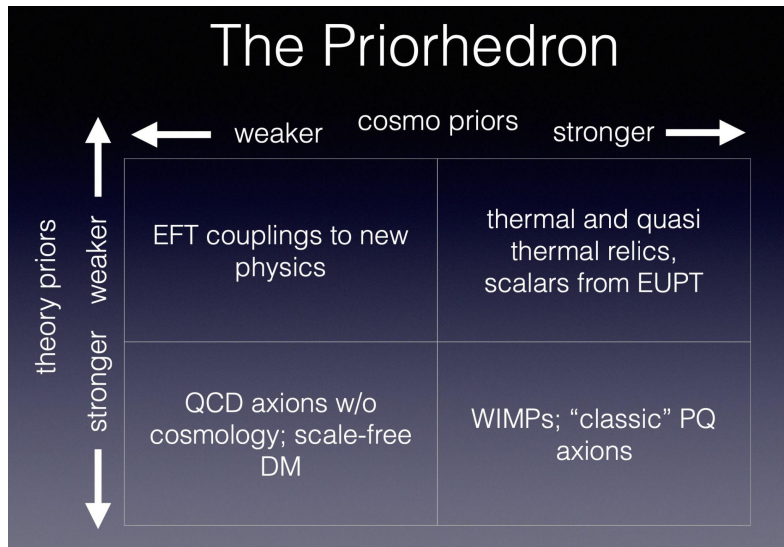 The Priorhedron
cosmo priors
weaker
stronger
theory priors
weaker
stronger
EFT couplings to new
physics
thermal and quasi
thermal relics,
scalars from EUPT
QCD axions w/o
cosmology; scale-free
DM
WIMPs; “classic” PQ
axions